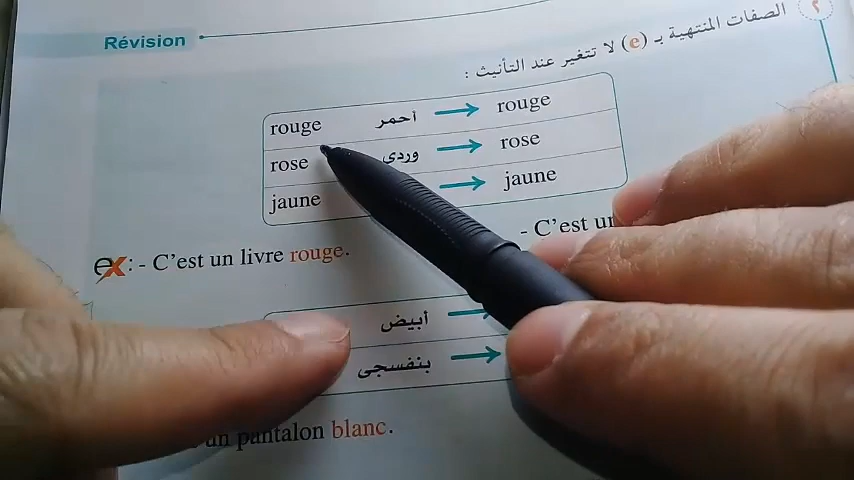 Révision
٢ الصفات المنتهية بـ (e) لا تتغير عند التأنيث :
rouge أحمر rouge
rose وردى rose
jaune jaune
ex: - C'est un livre rouge.
- C'est un
أبيض
بنفسجى
un pantalon blanc.